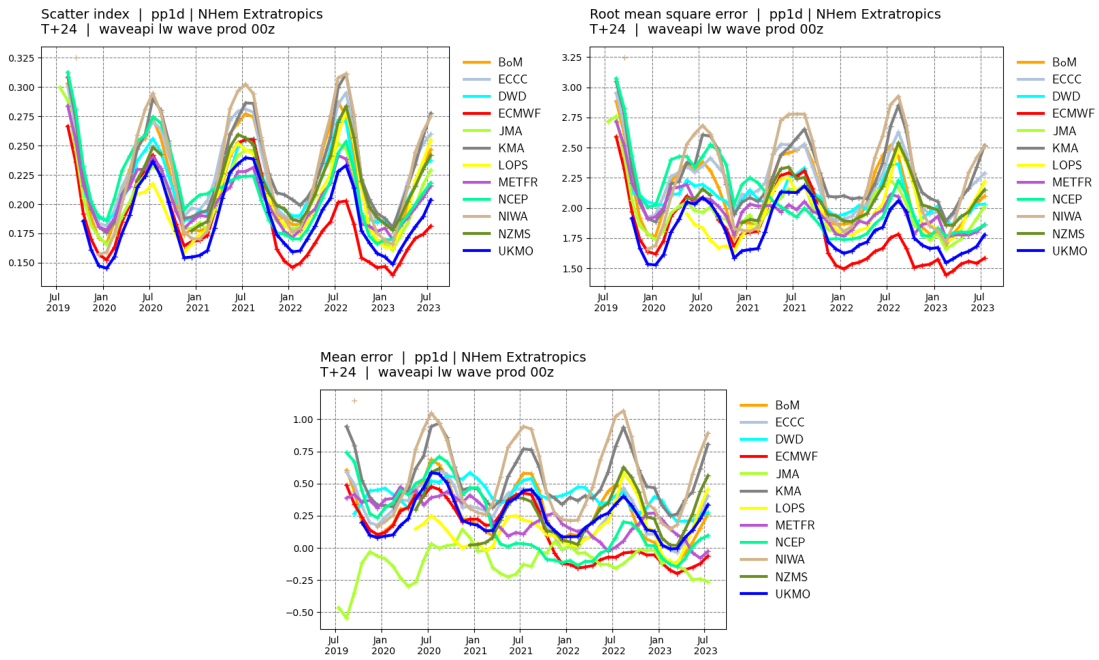 Scatter index | pp1d | NHem Extratropics
T+24 | waveapi lw wave prod 00z
0.325
0.300
0.275
0.250
0.225
0.200
0.175
0.150
Jul 2019
Jan 2020
Jul 2020
Jan 2021
Jul 2021
Jan 2022
Jul 2022
Jan 2023
Jul 2023
BoM
ECCC
DWD
ECMWF
JMA
KMA
LOPS
METFR
NCEP
NIWA
NZMS
UKMO
Root mean square error | pp1d | NHem Extratropics
T+24 | waveapi lw wave prod 00z
3.25
3.00
2.75
2.50
2.25
2.00
1.75
1.50
Jul 2019
Jan 2020
Jul 2020
Jan 2021
Jul 2021
Jan 2022
Jul 2022
Jan 2023
Jul 2023
BoM
ECCC
DWD
ECMWF
JMA
KMA
LOPS
METFR
NCEP
NIWA
NZMS
UKMO
Mean error | pp1d | NHem Extratropics
T+24 | waveapi lw wave prod 00z
1.00
0.75
0.50
0.25
0.00
−0.25
−0.50
Jul 2019
Jan 2020
Jul 2020
Jan 2021
Jul 2021
Jan 2022
Jul 2022
Jan 2023
Jul 2023
BoM
ECCC
DWD
ECMWF
JMA
KMA
LOPS
METFR
NCEP
NIWA
NZMS
UKMO